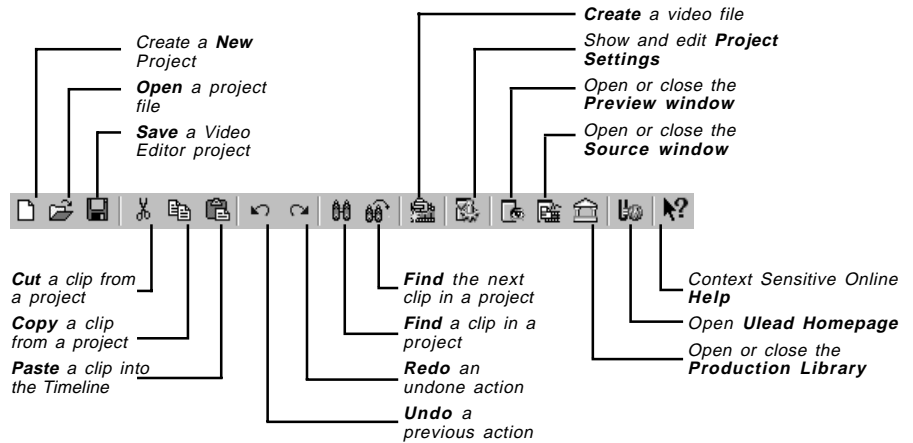 Create a New
Project
Open a project
file
Save a Video
Editor project
Create a video file
Show and edit Project
Settings
Open or close the
Preview window
Open or close the
Source window
Cut a clip from
a project
Copy a clip
from a project
Paste a clip into
the Timeline
Find the next
clip in a project
Find a clip in a
project
Redo an
undone action
Undo a
previous action
Context Sensitive Online
Help
Open Ulead Homepage
Open or close the
Production Library